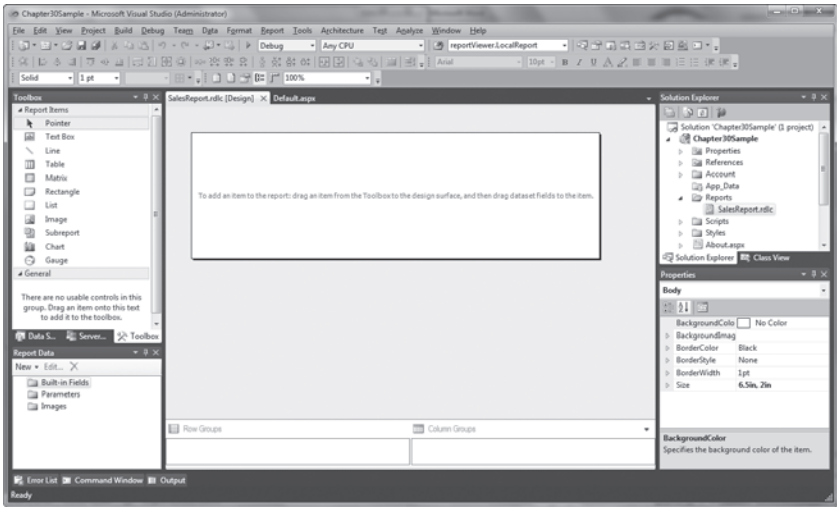 Chapter30Sample - Microsoft Visual Studio (Administrator)
File Edit View Project Build Debug Team Data Format Report Tools Architecture Test Analyze Window Help
Debug Any CPU reportViewer.LocalReport
Arial 10pt B I U A
Solid 1 pt 100%
Toolbox
Report Items
Pointer
Text Box
Line
Table
Matrix
Rectangle
List
Image
Subreport
Chart
Gauge
General
There are no usable controls in this
group. Drag an item onto this text
to add it to the toolbox.
Data S... Server... Toolbox
Report Data
New Edit...
Built-in Fields
Parameters
Images
SalesReport.rdlc [Design] Default.aspx
To add an item to the report: drag an item from the Toolbox to the design surface, and then drag dataset fields to the item.
Row Groups Column Groups
Solution Explorer
Solution 'Chapter30Sample' (1 project)
Chapter30Sample
Properties
References
Account
App_Data
Reports
SalesReport.rdlc
Scripts
Styles
About.aspx
Solution Explorer Class View
Properties
Body
BackgroundColo No Color
BackgroundImag
BorderColor Black
BorderStyle None
BorderWidth 1pt
Size 6.5in, 2in
BackgroundColor
Specifies the background color of the item.
Error List Command Window Output
Ready